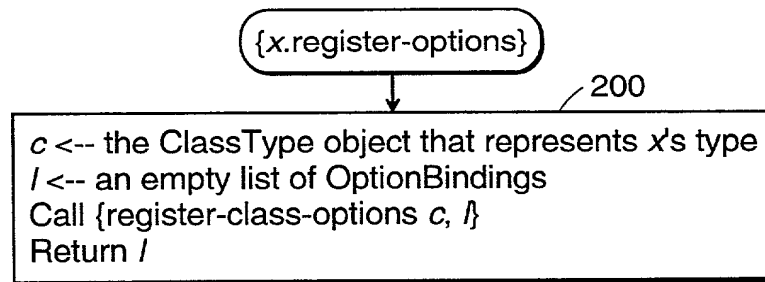 {x.register-options}
200
c <-- the ClassType object that represents x's type
l <-- an empty list of OptionBindings
Call {register-class-options c, l}
Return l